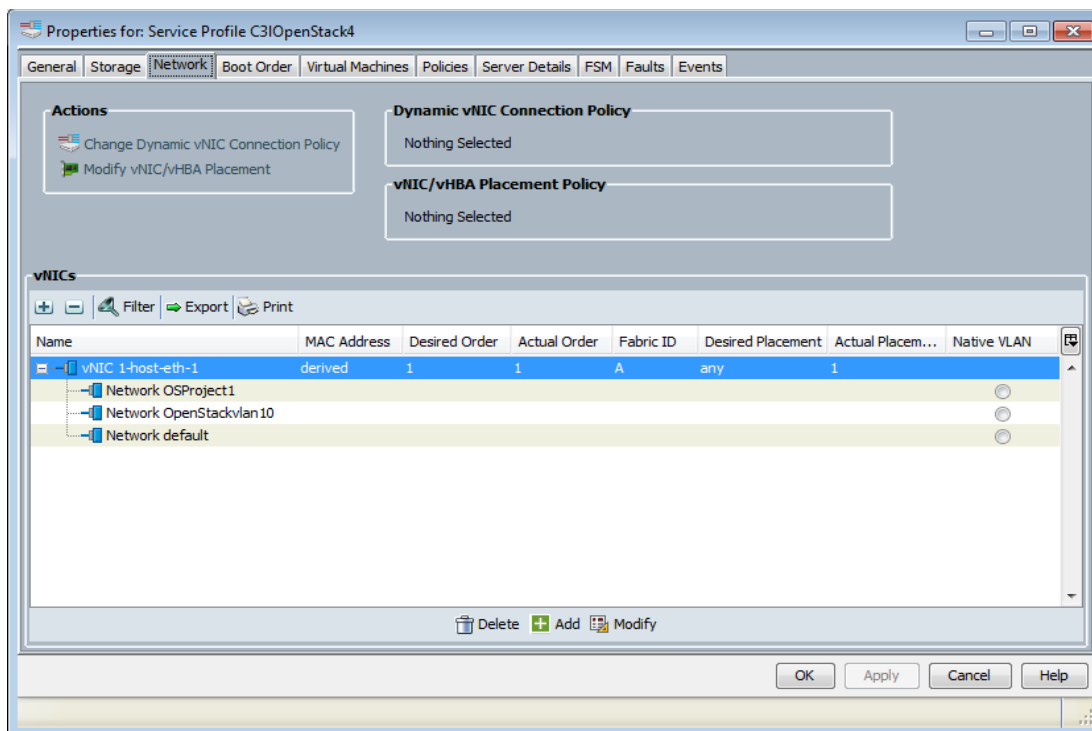 Properties for: Service Profile C3IOpenStack4
General Storage Network Boot Order Virtual Machines Policies Server Details FSM Faults Events
Actions
Change Dynamic vNIC Connection Policy
Modify vNIC/vHBA Placement
Dynamic vNIC Connection Policy
Nothing Selected
vNIC/vHBA Placement Policy
Nothing Selected
vNICs
Filter Export Print
Name MAC Address Desired Order Actual Order Fabric ID Desired Placement Actual Placem... Native VLAN
vNIC 1-host-eth-1 derived 1 1 A any 1
Network OSProject1
Network OpenStackvlan10
Network default
Delete Add Modify
OK Apply Cancel Help